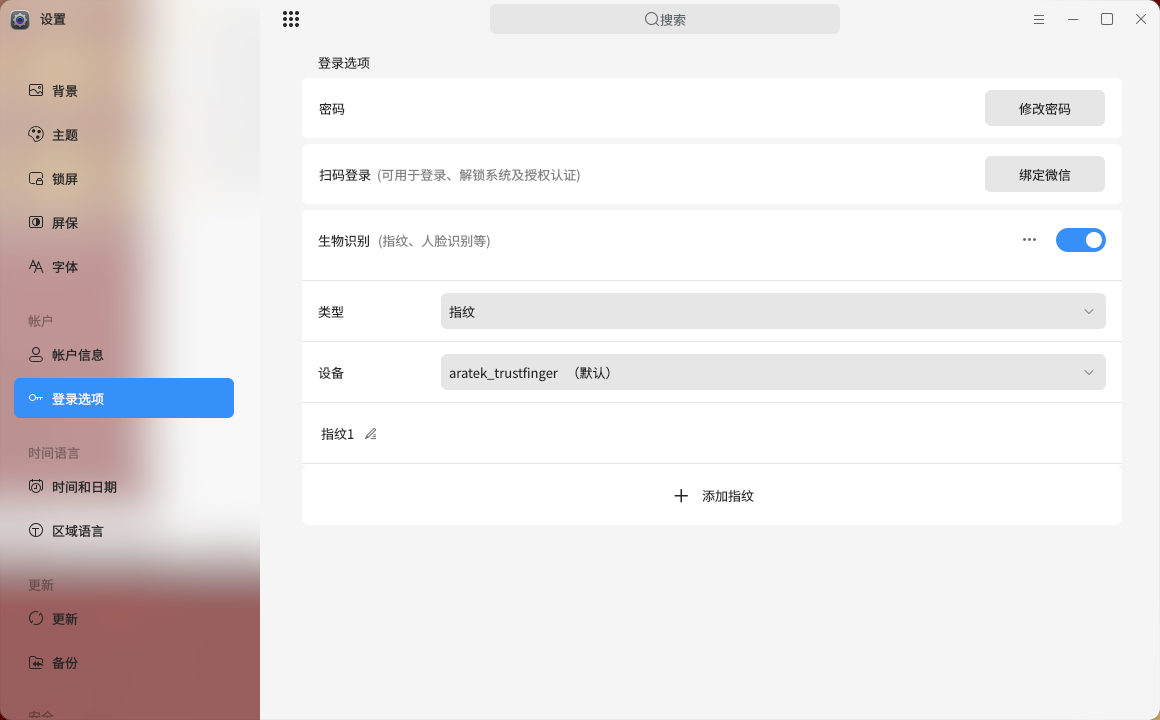 设置
搜索
背景
主题
锁屏
屏保
字体
帐户
帐户信息
登录选项
时间语言
时间和日期
区域语言
更新
更新
备份
安全
登录选项
密码
修改密码
扫码登录 (可用于登录、解锁系统及授权认证)
绑定微信
生物识别 (指纹、人脸识别等)
类型
指纹
设备
aratek_trustfinger （默认）
指纹1
添加指纹